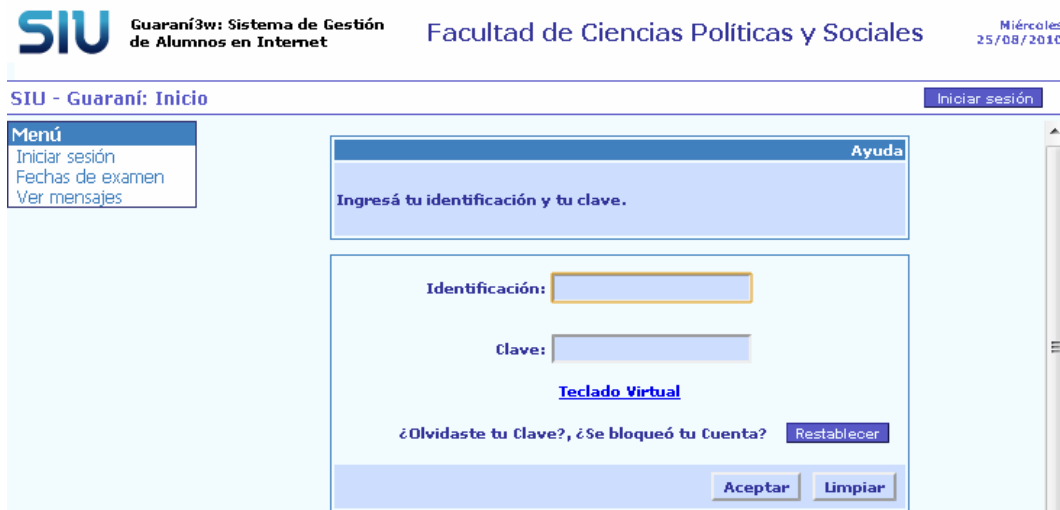 SIU
Guaraní3w: Sistema de Gestión
de Alumnos en Internet
Facultad de Ciencias Políticas y Sociales
Miércoles
25/08/2010
SIU - Guaraní: Inicio
Iniciar sesión
Menú
Iniciar sesión
Fechas de examen
Ver mensajes
Ayuda
Ingresá tu identificación y tu clave.
Identificación:
Clave:
Teclado Virtual
¿Olvidaste tu Clave?, ¿Se bloqueó tu Cuenta?
Restablecer
Aceptar
Limpiar